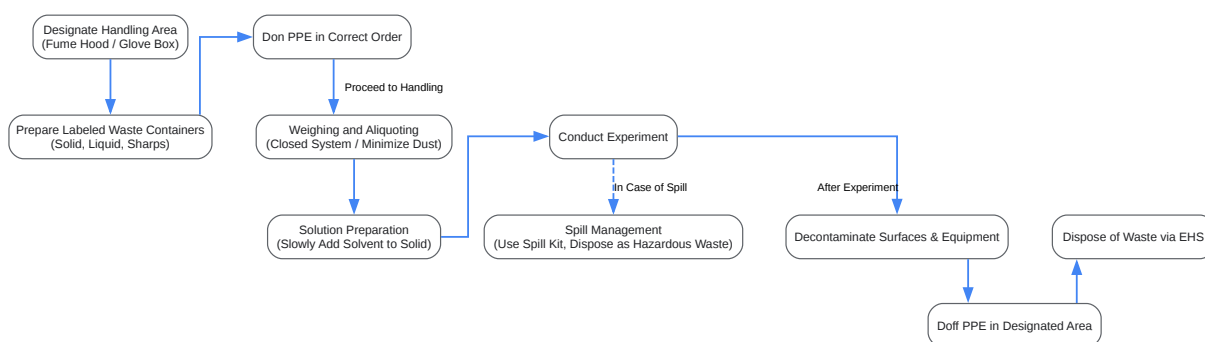 Designate Handling Area
(Fume Hood / Glove Box)
Prepare Labeled Waste Containers
(Solid, Liquid, Sharps)
Don PPE in Correct Order
Proceed to Handling
Weighing and Aliquoting
(Closed System / Minimize Dust)
Solution Preparation
(Slowly Add Solvent to Solid)
Conduct Experiment
In Case of Spill
Spill Management
(Use Spill Kit, Dispose as Hazardous Waste)
After Experiment
Decontaminate Surfaces & Equipment
Doff PPE in Designated Area
Dispose of Waste via EHS